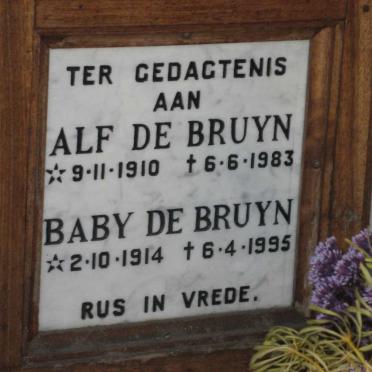 TER GEDAGTENIS
AAN
ALF DE BRUYN
☆ 9·11·1910 † 6·6·1983
BABY DE BRUYN
☆ 2·10·1914 † 6·4·1995
RUS IN VREDE.